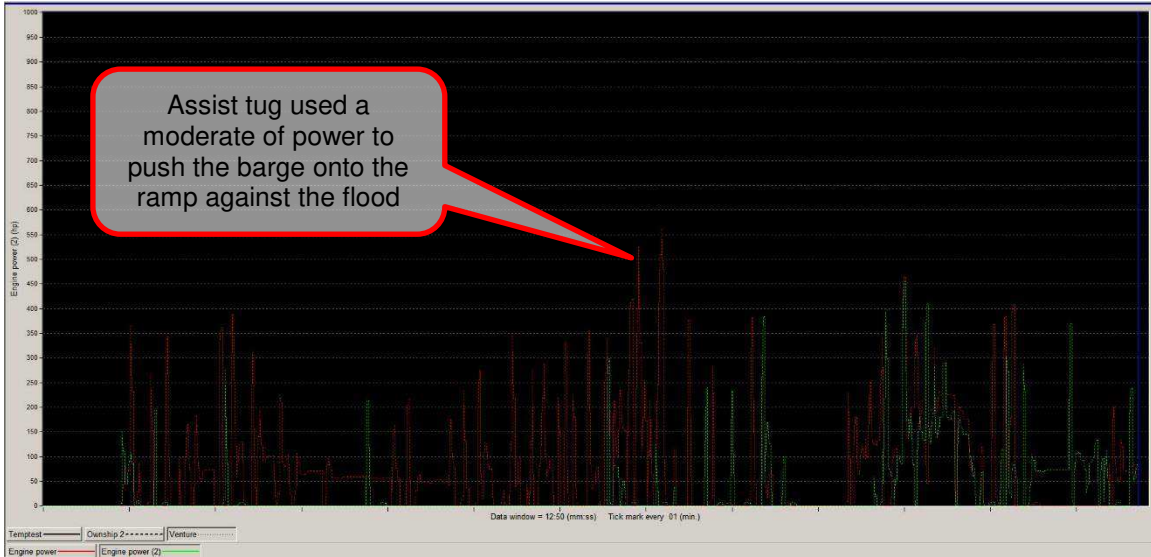 1000
950
900
850
800
750
700
650
600
550
500
450
400
350
300
250
200
150
100
50
0
Engine power (2) (hp)
Assist tug used a
moderate of power to
push the barge onto the
ramp against the flood
Data window = 12:50 (mm:ss) Tick mark every 01 (min.)
Temptest Ownship 2 Venture
Engine power Engine power (2)